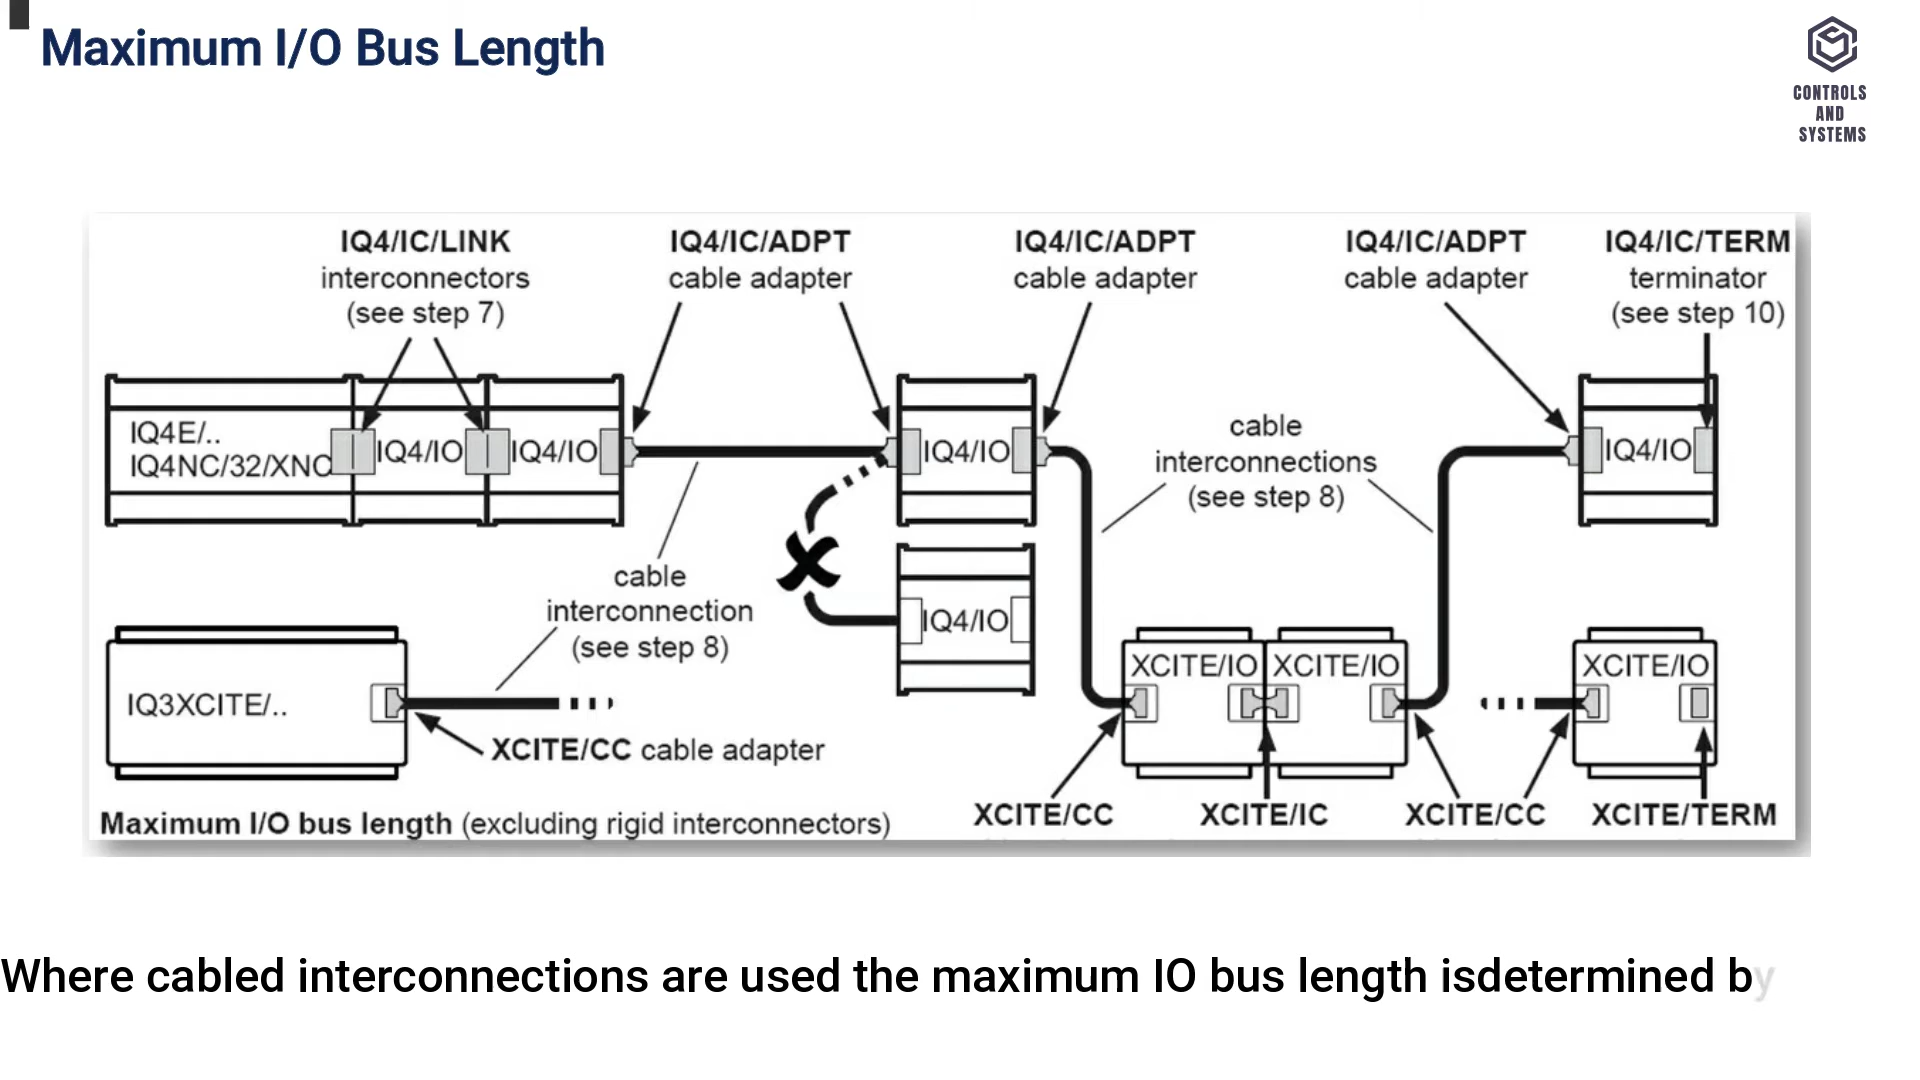 Maximum I/O Bus Length
CONTROLS
AND
SYSTEMS
IQ4/IC/LINK
interconnectors
(see step 7)
IQ4/IC/ADPT
cable adapter
IQ4/IC/ADPT
cable adapter
IQ4/IC/ADPT
cable adapter
IQ4/IC/TERM
terminator
(see step 10)
IQ4E/..
IQ4NC/32/XNC
IQ4/IO
IQ4/IO
IQ4/IO
IQ4/IO
cable
interconnections
(see step 8)
cable
interconnection
(see step 8)
IQ4/IO
IQ3XCITE/..
XCITE/CC cable adapter
XCITE/IO
XCITE/IO
XCITE/IO
XCITE/CC
XCITE/IC
XCITE/CC
XCITE/TERM
Maximum I/O bus length (excluding rigid interconnectors)
Where cabled interconnections are used the maximum IO bus length isdetermined by